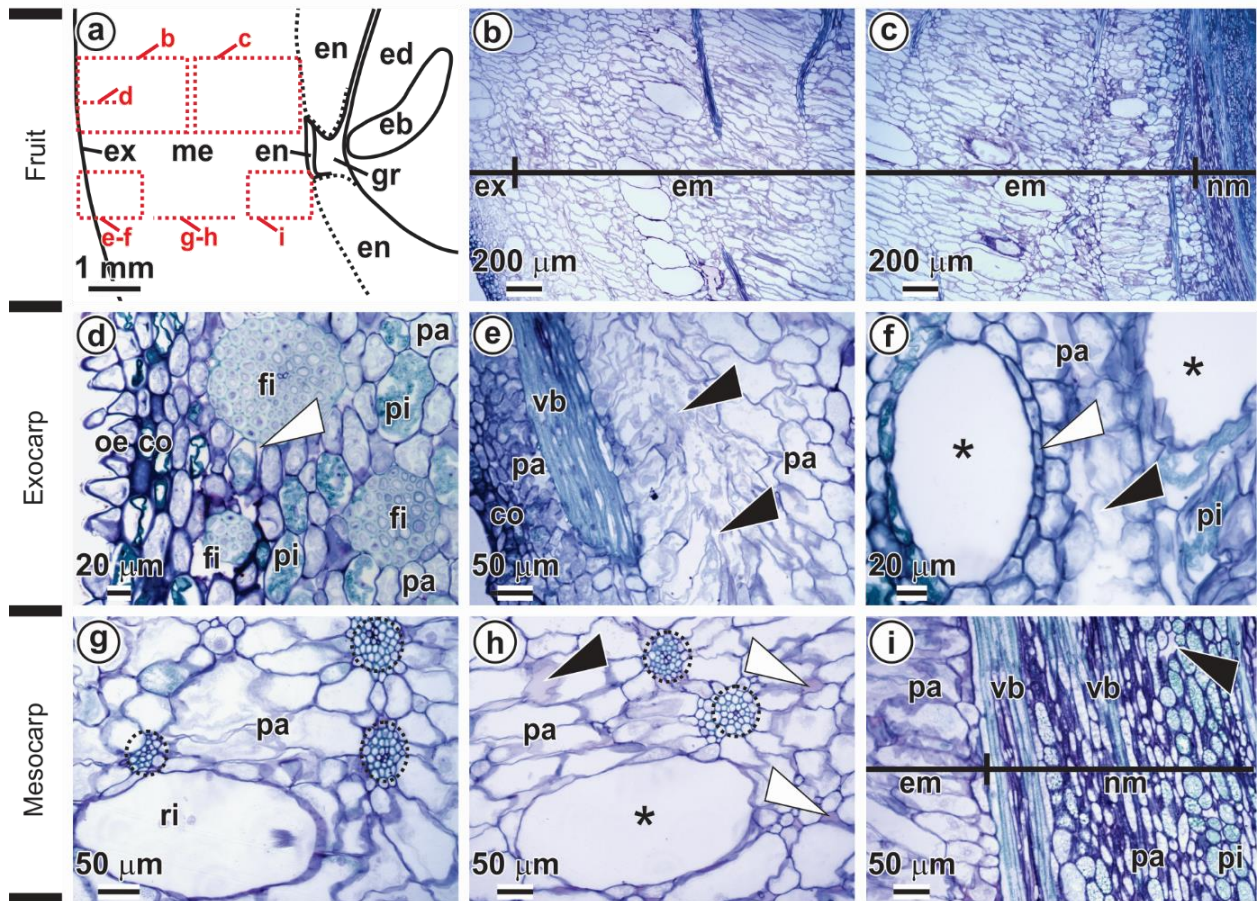 Fruit
Exocarp
Mesocarp
a
b
c
d
ex
me
en
en
ed
eb
gr
en
e-f
g-h
i
1 mm
b
ex
em
200 μm
c
em
nm
200 μm
d
oe
co
fi
fi
fi
pi
pi
pa
pa
20 μm
e
vb
pa
co
pa
50 μm
f
pa
*
*
pi
20 μm
g
pa
ri
50 μm
h
pa
*
50 μm
i
pa
vb
vb
em
nm
pa
pi
50 μm